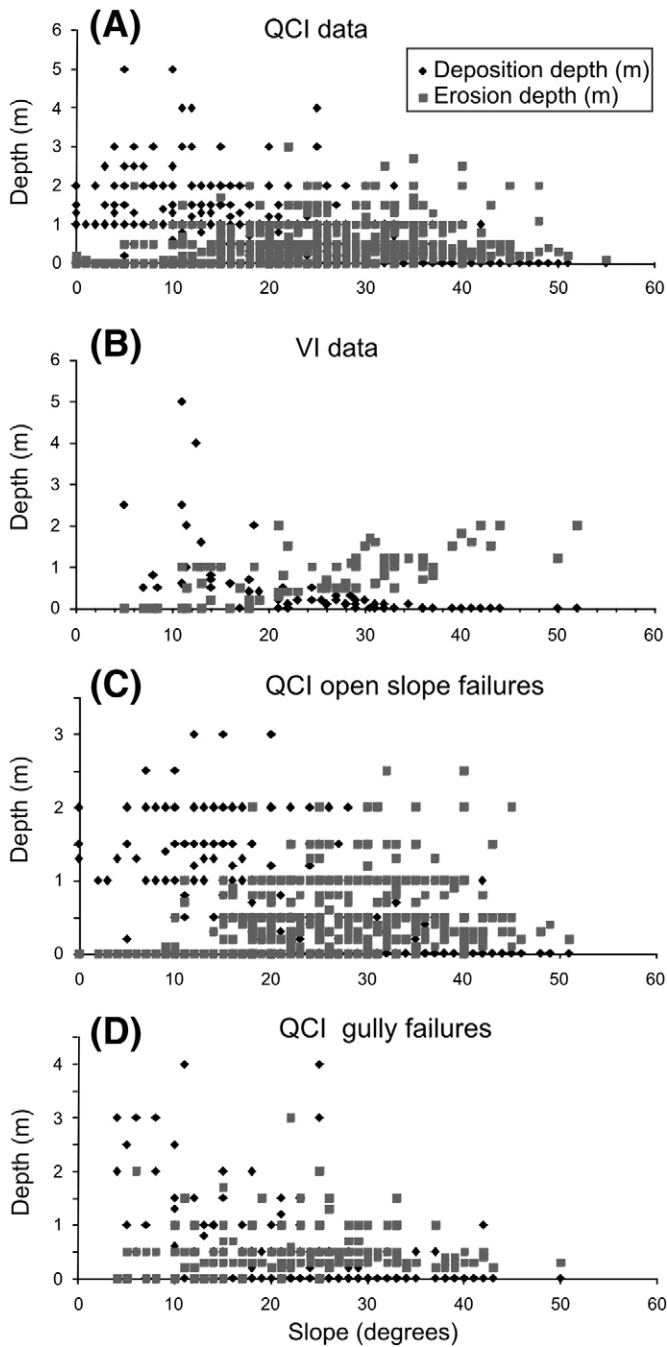 (A) QCI data
Deposition depth (m)
Erosion depth (m)
Depth (m)
6
5
4
3
2
1
0
0 10 20 30 40 50 60
(B) VI data
Depth (m)
6
5
4
3
2
1
0
0 10 20 30 40 50 60
(C) QCI open slope failures
Depth (m)
3
2
1
0
0 10 20 30 40 50 60
(D) QCI gully failures
Depth (m)
4
3
2
1
0
0 10 20 30 40 50 60
Slope (degrees)